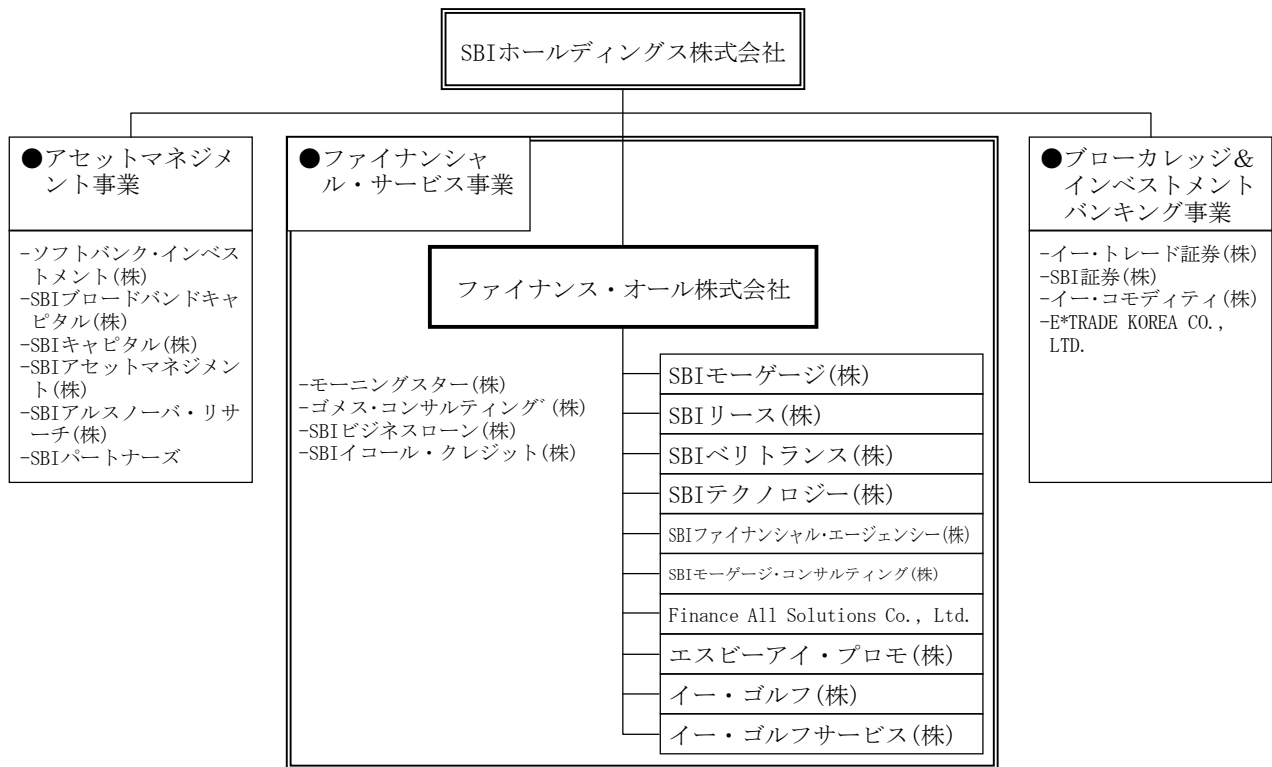 SBIホールディングス株式会社
●アセットマネジメ
ント事業
-ソフトバンク・インベス
トメント(株)
-SBIブロードバンドキャ
ピタル(株)
-SBIキャピタル(株)
-SBIアセットマネジメン
ト(株)
-SBIアルスノーバ・リサ
ーチ(株)
-SBIパートナーズ
●ファイナンシャ
ル・サービス事業
ファイナンス・オール株式会社
-モーニングスター(株)
-ゴメス・コンサルティング(株)
-SBIビジネスローン(株)
-SBIイコール・クレジット(株)
SBIモーゲージ(株)
SBIリース(株)
SBIベリトランス(株)
SBIテクノロジー(株)
SBIファイナンシャル・エージェンシー(株)
SBIモーゲージ・コンサルティング(株)
Finance All Solutions Co., Ltd.
エスビーアイ・プロモ(株)
イー・ゴルフ(株)
イー・ゴルフサービス(株)
●ブローカレッジ&
インベストメント
バンキング事業
-イー・トレード証券(株)
-SBI証券(株)
-イー・コモディティ(株)
-E*TRADE KOREA CO.,
LTD.